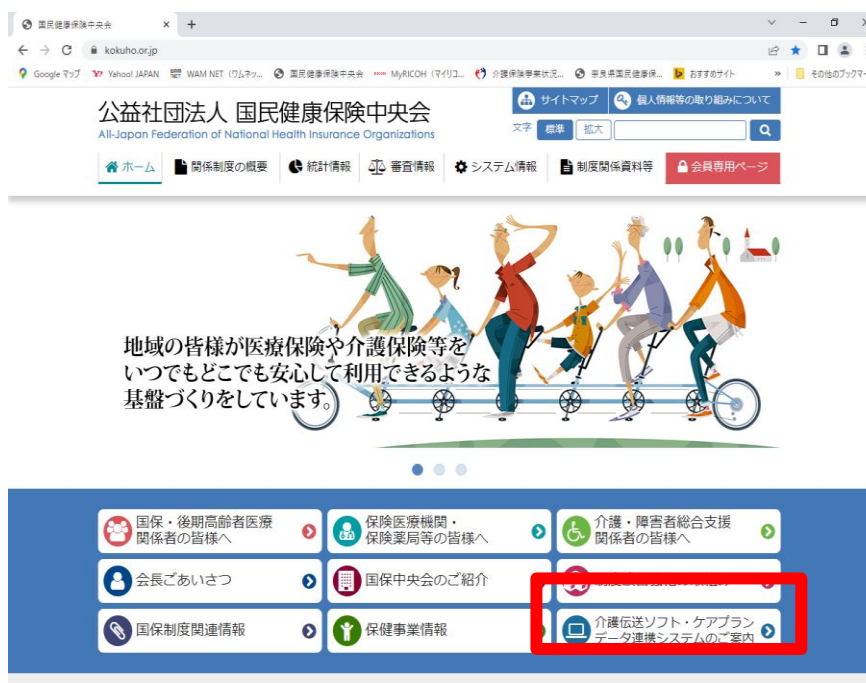 国民健康保険中央会
kokuho.or.jp
Google マップ Yahoo! JAPAN WAM NET (ワムネッ... 国民健康保険中央会 MyRICOH (マイリコ... 介護保険事業状況... 奈良県国民健康保... おすすめサイト » その他のブックマー
公益社団法人 国民健康保険中央会
All-Japan Federation of National Health Insurance Organizations
サイトマップ 個人情報等の取り組みについて
文字 標準 拡大
ホーム 関係制度の概要 統計情報 審査情報 システム情報 制度関係資料等 会員専用ページ
地域の皆様が医療保険や介護保険等を
いつでもどこでも安心して利用できるような
基盤づくりをしています。
国保・後期高齢者医療
関係者の皆様へ
保険医療機関・
保険薬局等の皆様へ
介護・障害者総合支援
関係者の皆様へ
会長ごあいさつ
国保中央会のご紹介
国保制度関連情報
保健事業情報
介護伝送ソフト・ケアプラン
データ連携システムのご案内